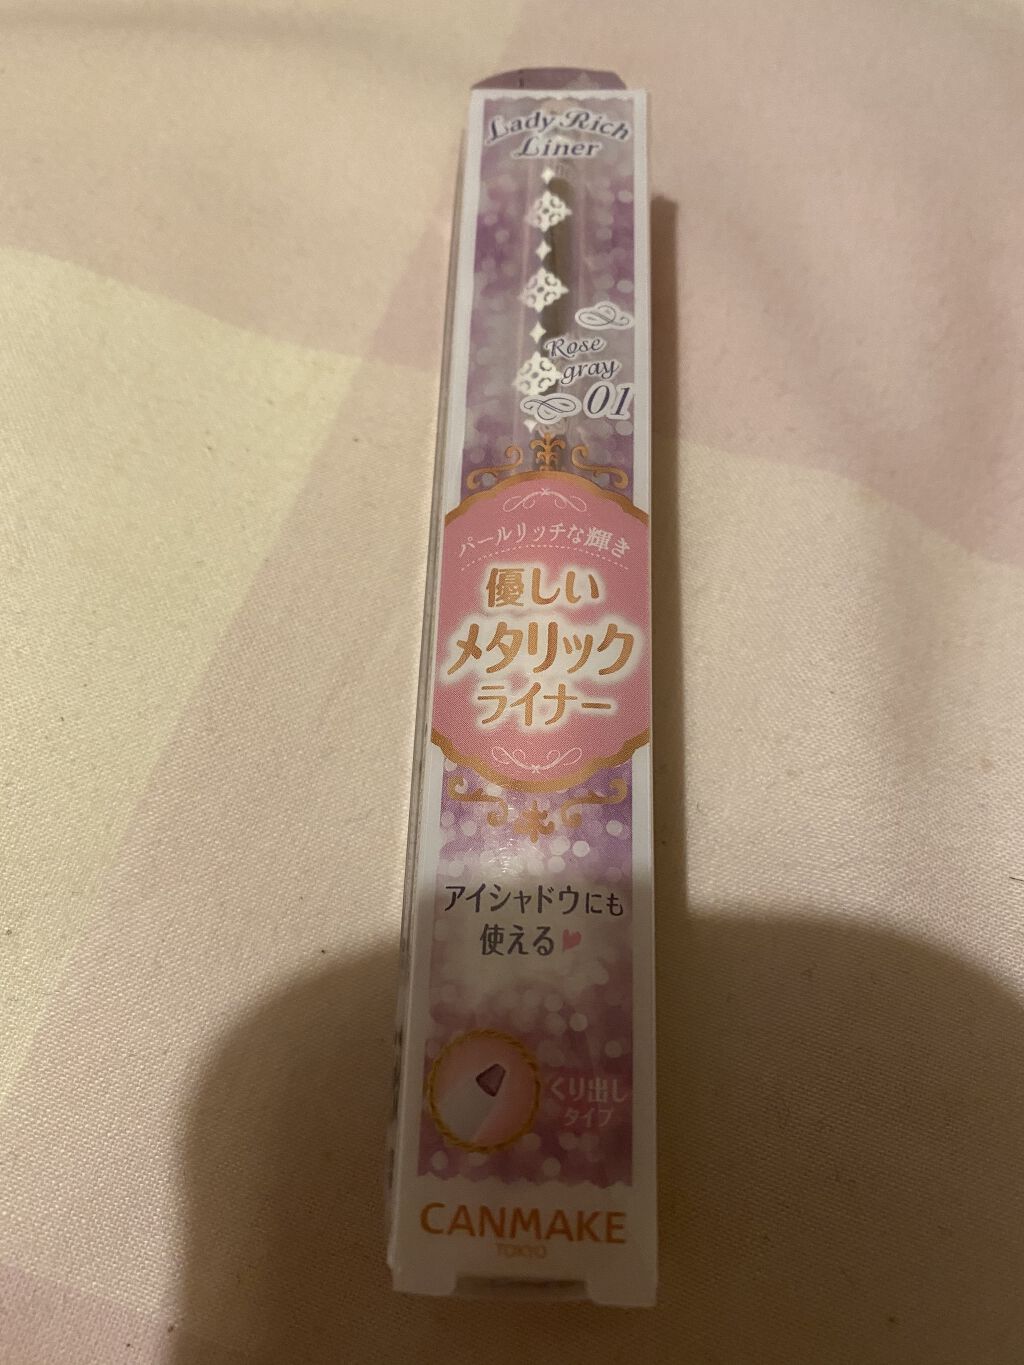 Lady Rich
Liner
Rose
gray
01
パールリッチな輝き
優しい
メタリック
ライナー
アイシャドウにも
使える
くり出し
タイプ
CANMAKE
TOKYO